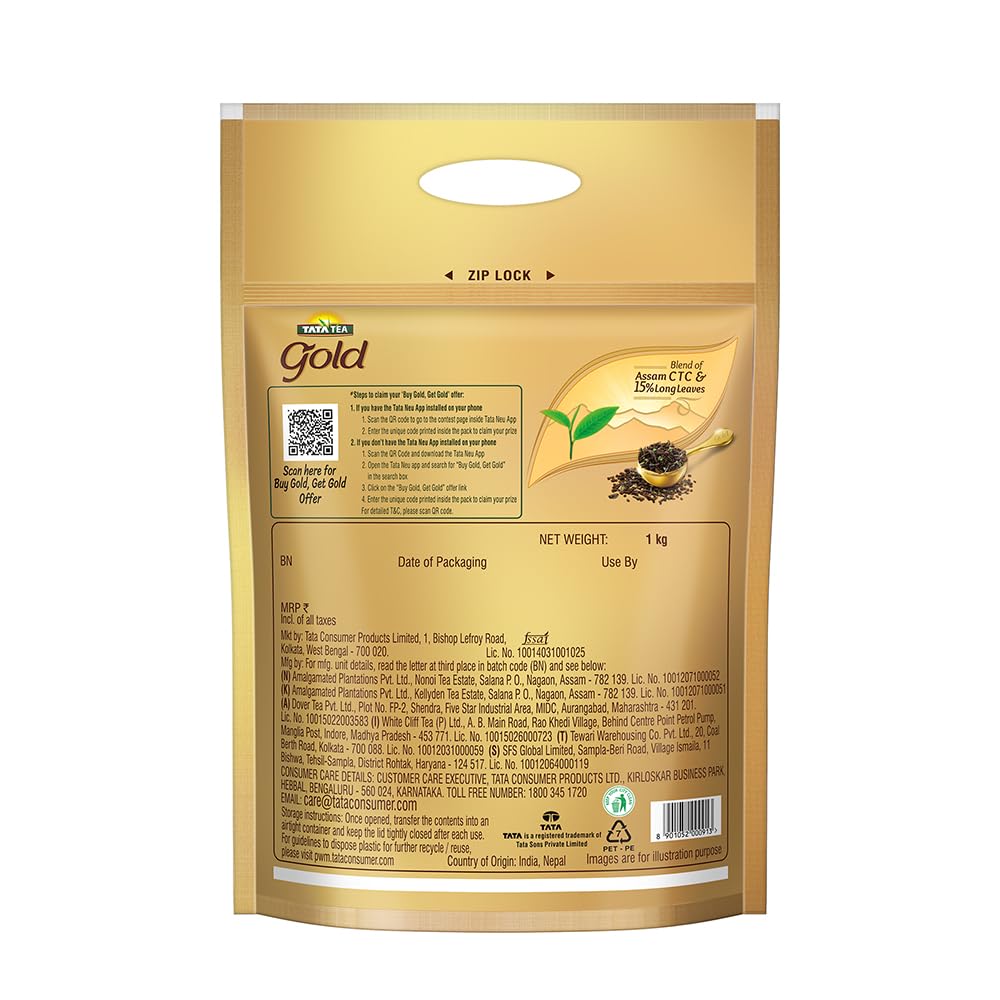 ◄ ZIP LOCK ►
TATA TEA
Gold
Blend of
Assam CTC &
15% Long Leaves
Scan here for
Buy Gold, Get Gold
Offer
*Steps to claim your 'Buy Gold, Get Gold' offer:
1. If you have the Tata Neu App installed on your phone
1. Scan the QR code to go to the contest page inside Tata Neu App
2. Enter the unique code printed inside the pack to claim your prize
2. If you don't have the Tata Neu App installed on your phone
1. Scan the QR Code and download the Tata Neu App
2. Open the Tata Neu app and search for "Buy Gold, Get Gold"
in the search box
3. Click on the "Buy Gold, Get Gold" offer link
4. Enter the unique code printed inside the pack to claim your prize
For detailed T&C, please scan QR code.
NET WEIGHT: 1 kg
BN Date of Packaging Use By
MRP ₹
Incl. of all taxes
Mkt by: Tata Consumer Products Limited, 1, Bishop Lefroy Road,
Kolkata, West Bengal - 700 020.
fssai
Lic. No. 10014031001025
Mfg by: For mfg. unit details, read the letter at third place in batch code (BN) and see below:
(N) Amalgamated Plantations Pvt. Ltd., Nonoi Tea Estate, Salana P. O., Nagaon, Assam - 782 139. Lic. No. 10012071000052
(K) Amalgamated Plantations Pvt. Ltd., Kellyden Tea Estate, Salana P. O., Nagaon, Assam - 782 139. Lic. No. 10012071000051
(A) Dover Tea Pvt. Ltd., Plot No. FP-2, Shendra, Five Star Industrial Area, MIDC, Aurangabad, Maharashtra - 431 201.
Lic. No. 10015022003583 (I) White Cliff Tea (P) Ltd., A. B. Main Road, Rao Khedi Village, Behind Centre Point Petrol Pump,
Manglia Post, Indore, Madhya Pradesh - 453 771. Lic. No. 10015026000723 (T) Tewari Warehousing Co. Pvt. Ltd., 20, Coal
Berth Road, Kolkata - 700 088. Lic. No. 10012031000059 (S) SFS Global Limited, Sampla-Beri Road, Village Ismaila, 11
Bishwa, Tehsil-Sampla, District Rohtak, Haryana - 124 517. Lic. No. 10012064000119
CONSUMER CARE DETAILS: CUSTOMER CARE EXECUTIVE, TATA CONSUMER PRODUCTS LTD., KIRLOSKAR BUSINESS PARK,
HEBBAL, BENGALURU - 560 024, KARNATAKA. TOLL FREE NUMBER: 1800 345 1720
EMAIL: care@tataconsumer.com
Storage instructions: Once opened, transfer the contents into an
airtight container and keep the lid tightly closed after each use.
For guidelines to dispose plastic for further recycle / reuse,
please visit pwm.tataconsumer.com
TATA
TATA is a registered trademark of
Tata Sons Private Limited
Country of Origin: India, Nepal
KEEP YOUR CITY CLEAN
7
PET - PE
8 901052 000913
Images are for illustration purpose